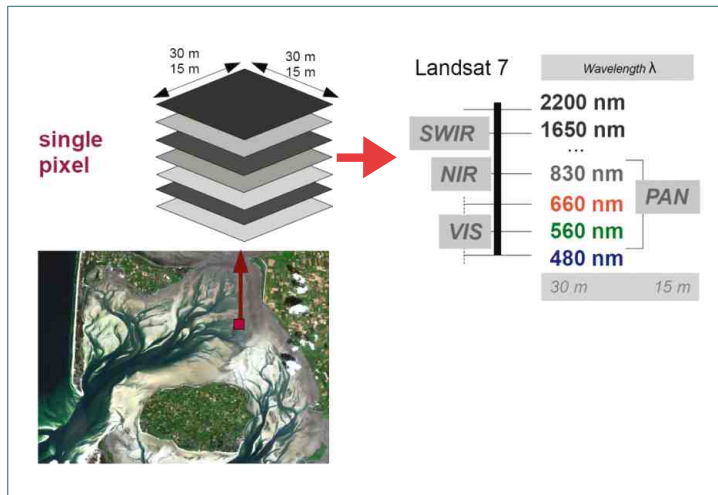 30 m
15 m
30 m
15 m
single
pixel
Landsat 7
Wavelength λ
2200 nm
SWIR
1650 nm
...
NIR
830 nm
660 nm
PAN
VIS
560 nm
480 nm
30 m
15 m